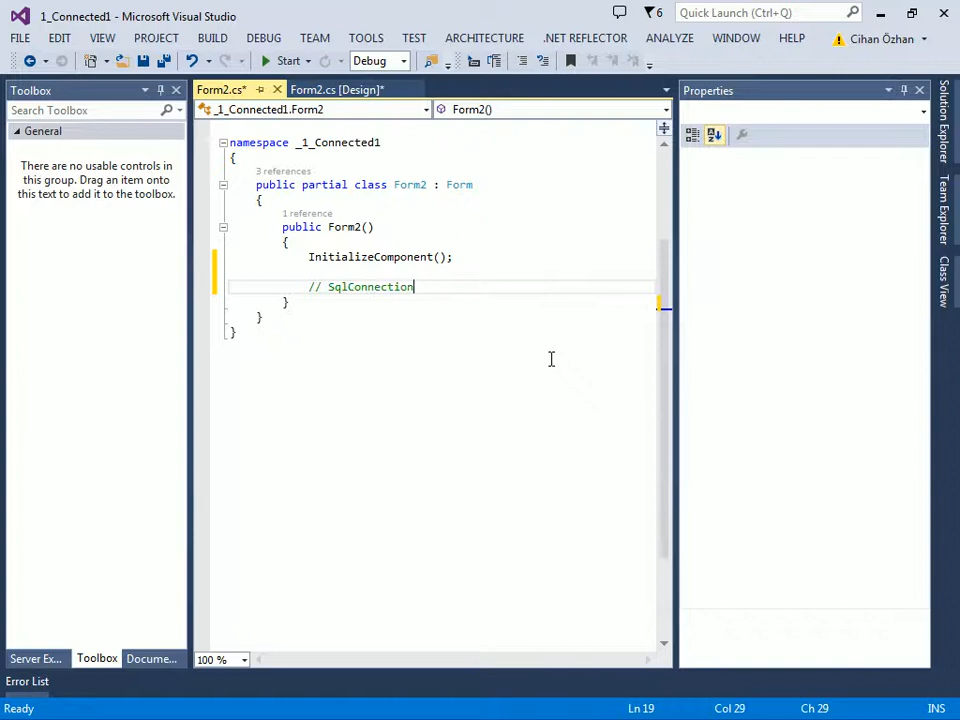 1_Connected1 - Microsoft Visual Studio
6
Quick Launch (Ctrl+Q)
FILE EDIT VIEW PROJECT BUILD DEBUG TEAM TOOLS TEST ARCHITECTURE .NET REFLECTOR ANALYZE WINDOW HELP Cihan Özhan
Start Debug
Toolbox
Form2.cs* Form2.cs [Design]*
Properties
Search Toolbox
_1_Connected1.Form2 Form2()
General
There are no usable controls in
this group. Drag an item onto
this text to add it to the toolbox.
namespace _1_Connected1
{
3 references
public partial class Form2 : Form
{
1 reference
public Form2()
{
InitializeComponent();
// SqlConnection
}
}
}
Solution Explorer
Team Explorer
Class View
100 %
Server Ex... Toolbox Docume...
Error List
Ready Ln 19 Col 29 Ch 29 INS